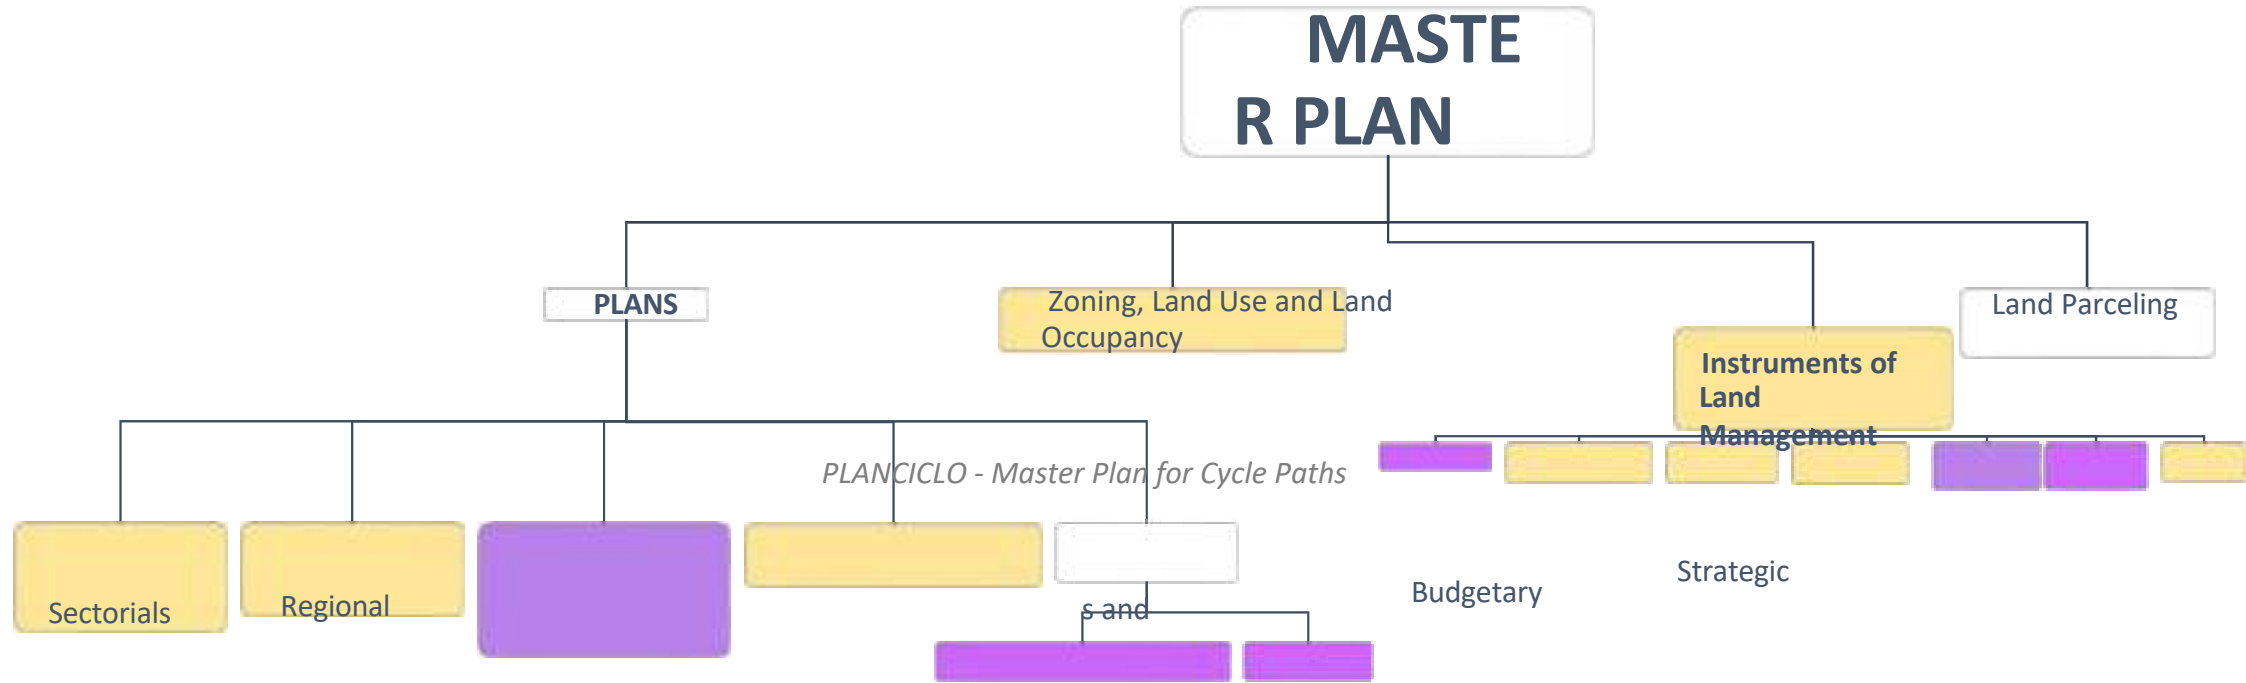 MASTE
R PLAN
PLANS
Zoning, Land Use and Land
Occupancy
Land Parceling
Instruments of
Land
Management
PLANCICLO - Master Plan for Cycle Paths
Sectorials
Regional
s and
Budgetary
Strategic